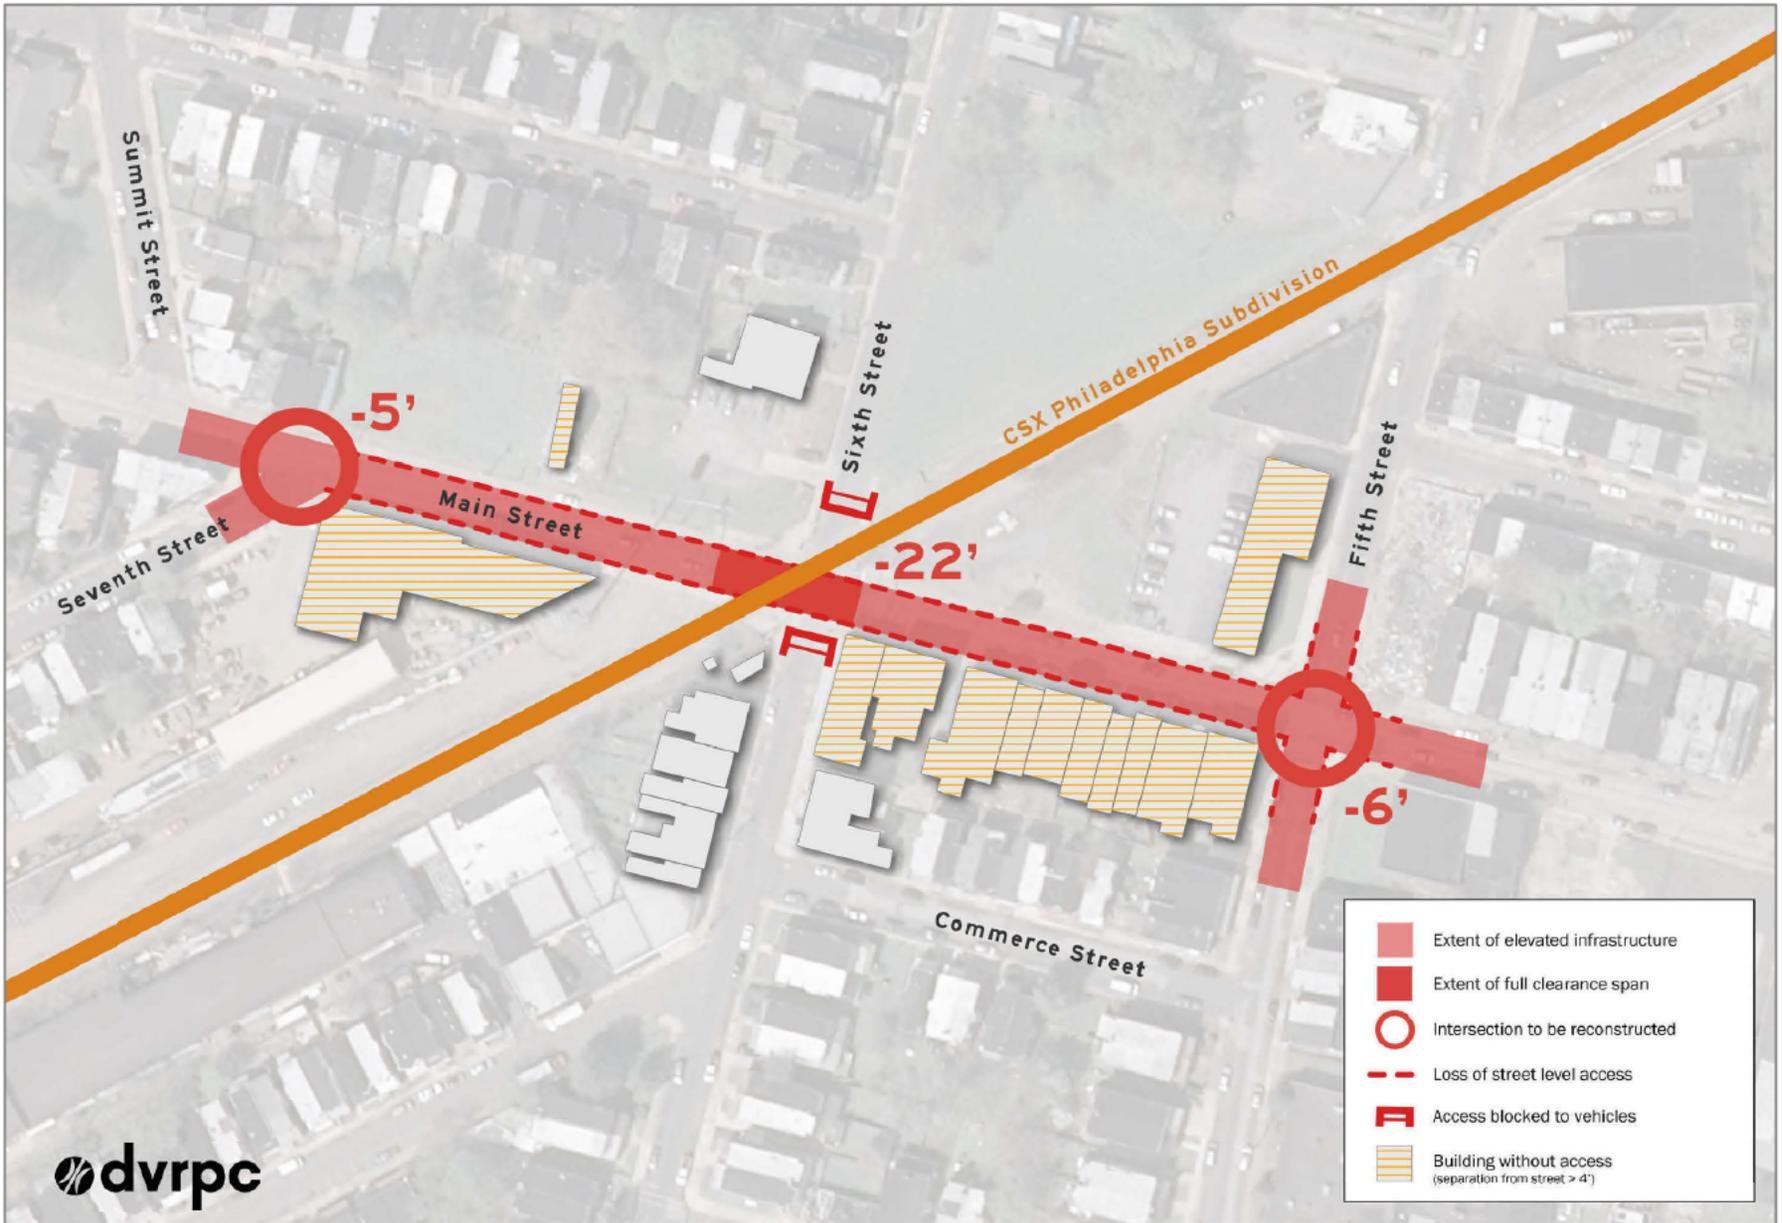 Summit Street
Sixth Street
CSX Philadelphia Subdivision
-5’
Main Street
Fifth Street
Seventh Street
-22’
-6’
Commerce Street
Extent of elevated infrastructure
Extent of full clearance span
Intersection to be reconstructed
Loss of street level access
Access blocked to vehicles
Building without access
(separation from street > 4')
dvrpc